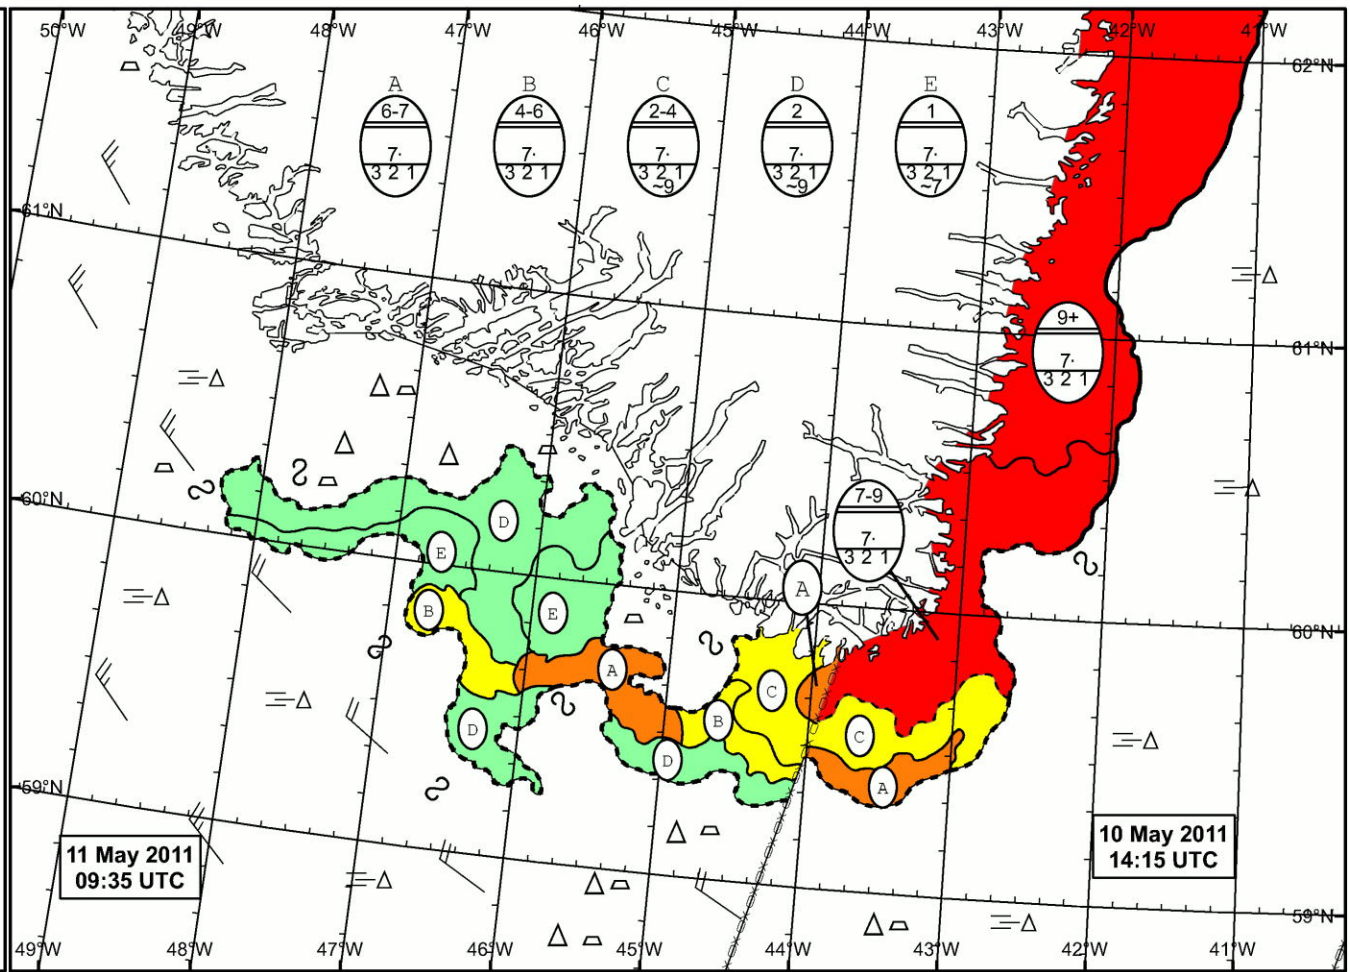 50°W 49°W 48°W 47°W 46°W 45°W 44°W 43°W 42°W 41°W
62°N
A B C D E
6-7 4-6 2-4 2 1
7· 7· 7· 7· 7·
3 2 1 3 2 1 3 2 1 3 2 1 3 2 1
~9 ~9 ~7
61°N
9+
7·
3 2 1
61°N
7-9
7·
3 2 1
60°N
D
E
A
B
E
60°N
A
C
B
D
C
D
A
59°N
11 May 2011
09:35 UTC
10 May 2011
14:15 UTC
59°N
49°W 48°W 47°W 46°W 45°W 44°W 43°W 42°W 41°W